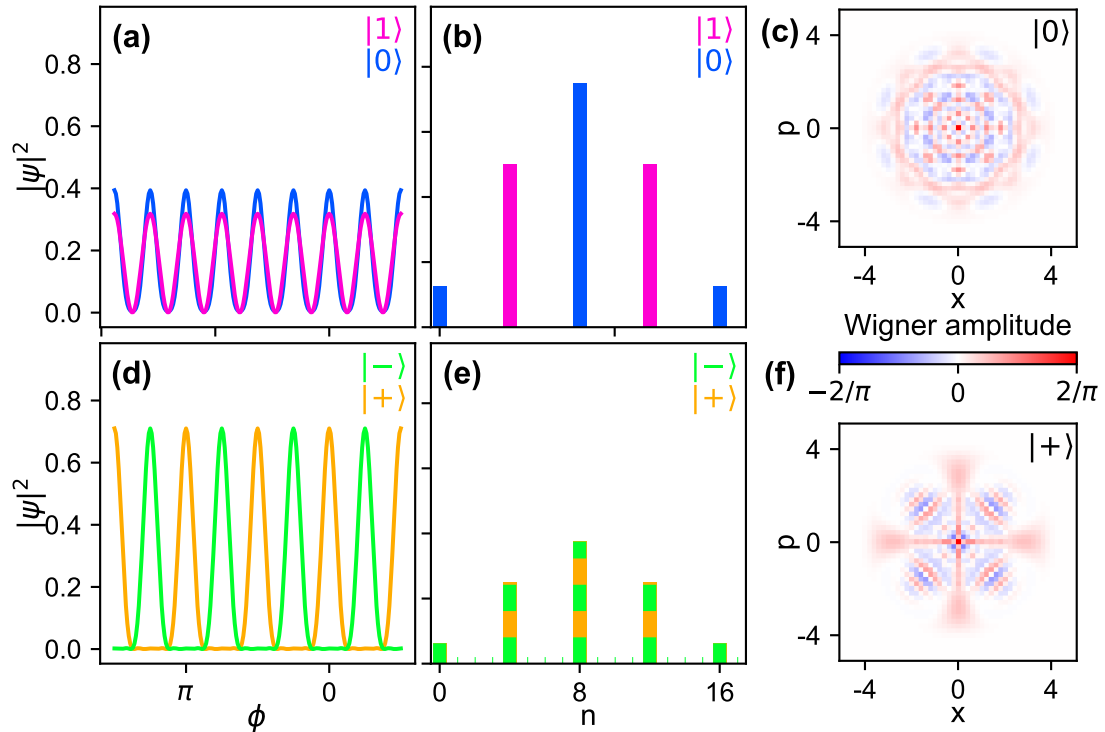 (a)
|1⟩
|0⟩
|ψ|²
0.8
0.6
0.4
0.2
0.0
(b)
|1⟩
|0⟩
(c)
|0⟩
p
4
0
-4
-4 0 4
x
Wigner amplitude
−2/π 0 2/π
(d)
|−⟩
|+⟩
|ψ|²
0.8
0.6
0.4
0.2
0.0
π 0
ϕ
(e)
|−⟩
|+⟩
0 8 16
n
(f)
|+⟩
p
4
0
-4
-4 0 4
x